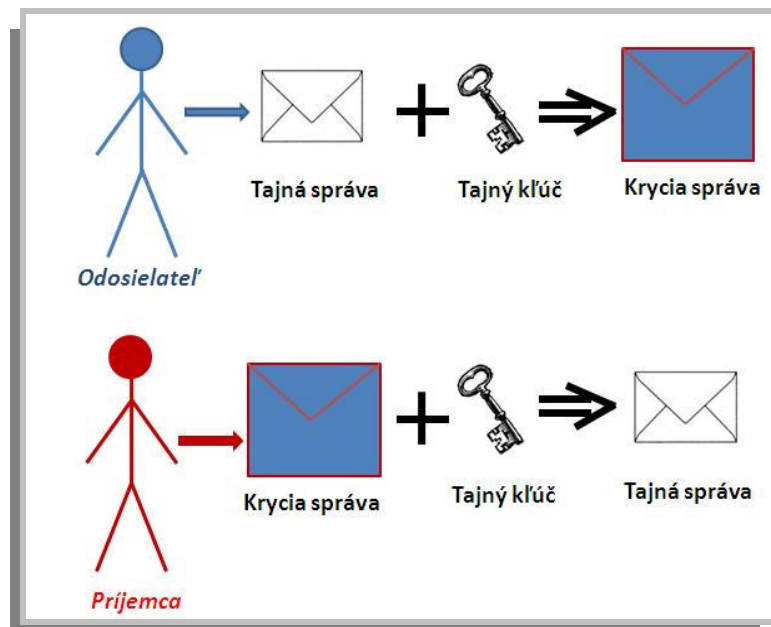 Tajná správa
Tajný kľúč
Krycia správa
Odosielateľ
Krycia správa
Tajný kľúč
Tajná správa
Príjemca